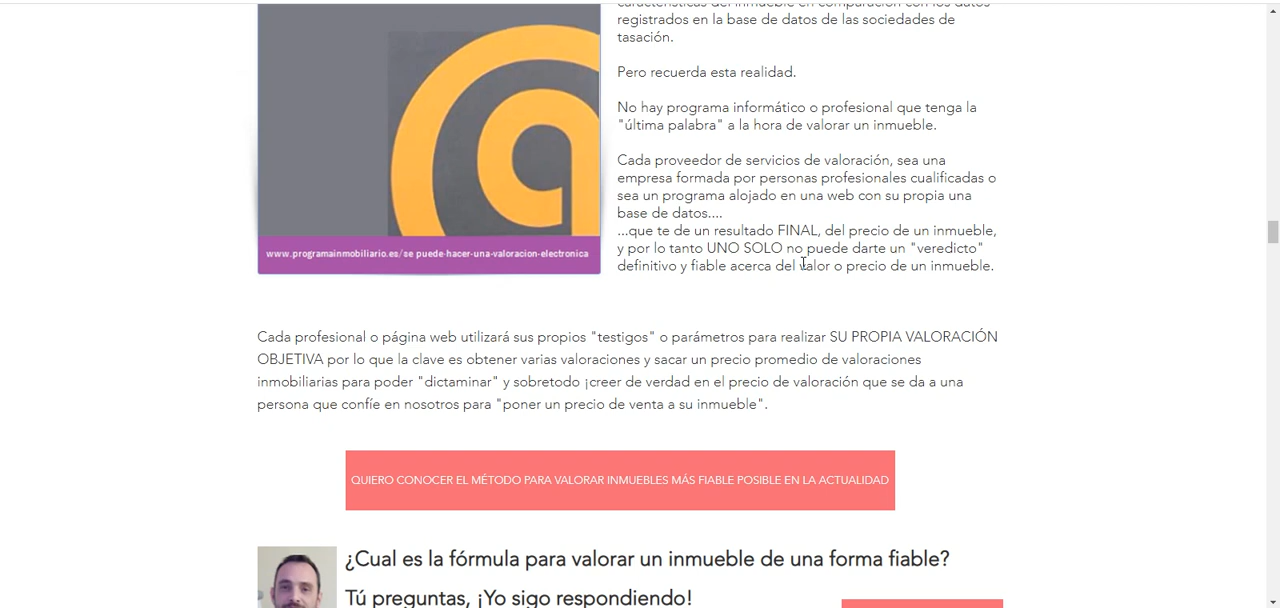 características del inmueble en comparación con los datos
registrados en la base de datos de las sociedades de
tasación.
Pero recuerda esta realidad.
No hay programa informático o profesional que tenga la
"última palabra" a la hora de valorar un inmueble.
Cada proveedor de servicios de valoración, sea una
empresa formada por personas profesionales cualificadas o
sea un programa alojado en una web con su propia una
base de datos....
...que te de un resultado FINAL, del precio de un inmueble,
y por lo tanto UNO SOLO no puede darte un "veredicto"
definitivo y fiable acerca del valor o precio de un inmueble.
www.programainmobiliario.es/se puede-hacer-una-valoracion-electronica
Cada profesional o página web utilizará sus propios "testigos" o parámetros para realizar SU PROPIA VALORACIÓN
OBJETIVA por lo que la clave es obtener varias valoraciones y sacar un precio promedio de valoraciones
inmobiliarias para poder "dictaminar" y sobretodo ¡creer de verdad en el precio de valoración que se da a una
persona que confíe en nosotros para "poner un precio de venta a su inmueble".
QUIERO CONOCER EL MÉTODO PARA VALORAR INMUEBLES MÁS FIABLE POSIBLE EN LA ACTUALIDAD
¿Cual es la fórmula para valorar un inmueble de una forma fiable?
Tú preguntas, ¡Yo sigo respondiendo!